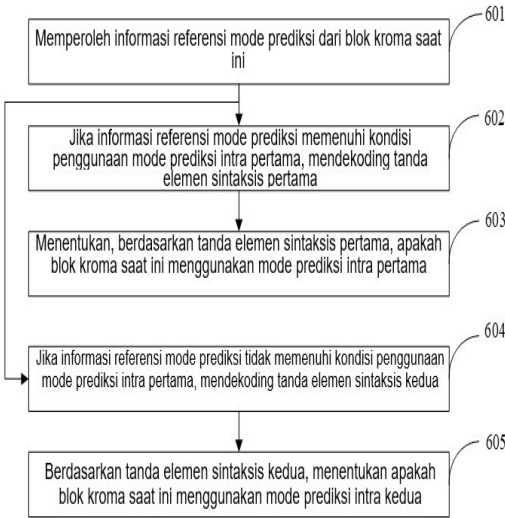 601
Memperoleh informasi referensi mode prediksi dari blok kroma saat
ini
602
Jika informasi referensi mode prediksi memenuhi kondisi
penggunaan mode prediksi intra pertama, mendekoding tanda
elemen sintaksis pertama
603
Menentukan, berdasarkan tanda elemen sintaksis pertama, apakah
blok kroma saat ini menggunakan mode prediksi intra pertama
604
Jika informasi referensi mode prediksi tidak memenuhi kondisi penggunaan
mode prediksi intra pertama, mendekoding tanda elemen sintaksis kedua
605
Berdasarkan tanda elemen sintaksis kedua, menentukan apakah
blok kroma saat ini menggunakan mode prediksi intra kedua